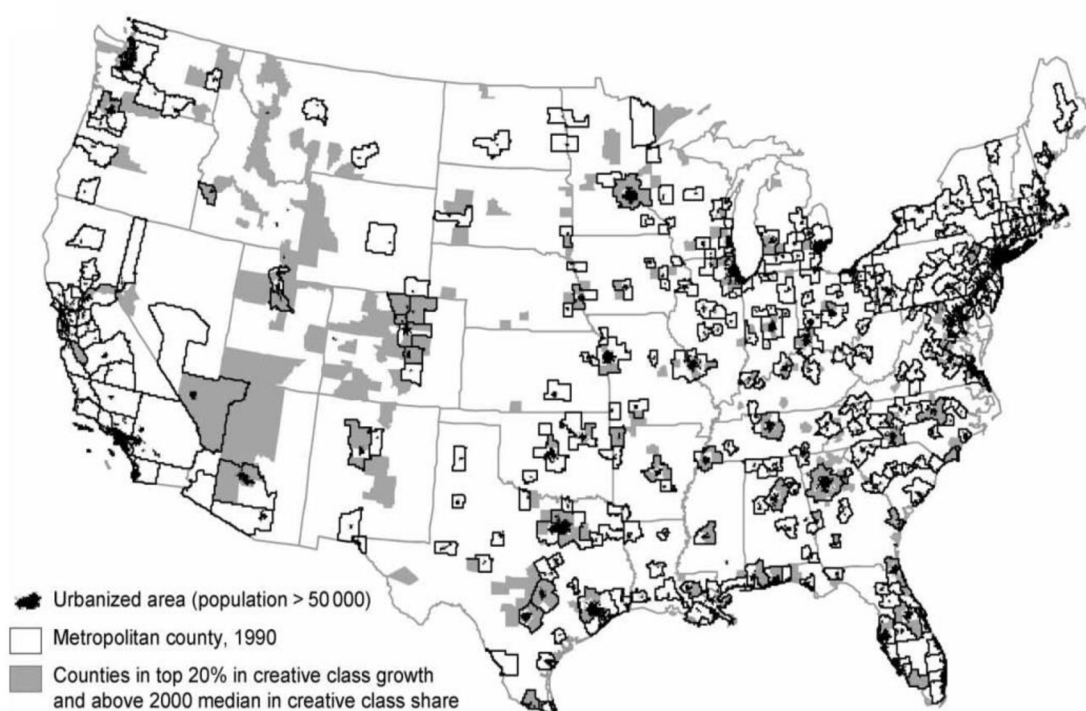 Urbanized area (population > 50 000)
Metropolitan county, 1990
Counties in top 20% in creative class growth
and above 2000 median in creative class share